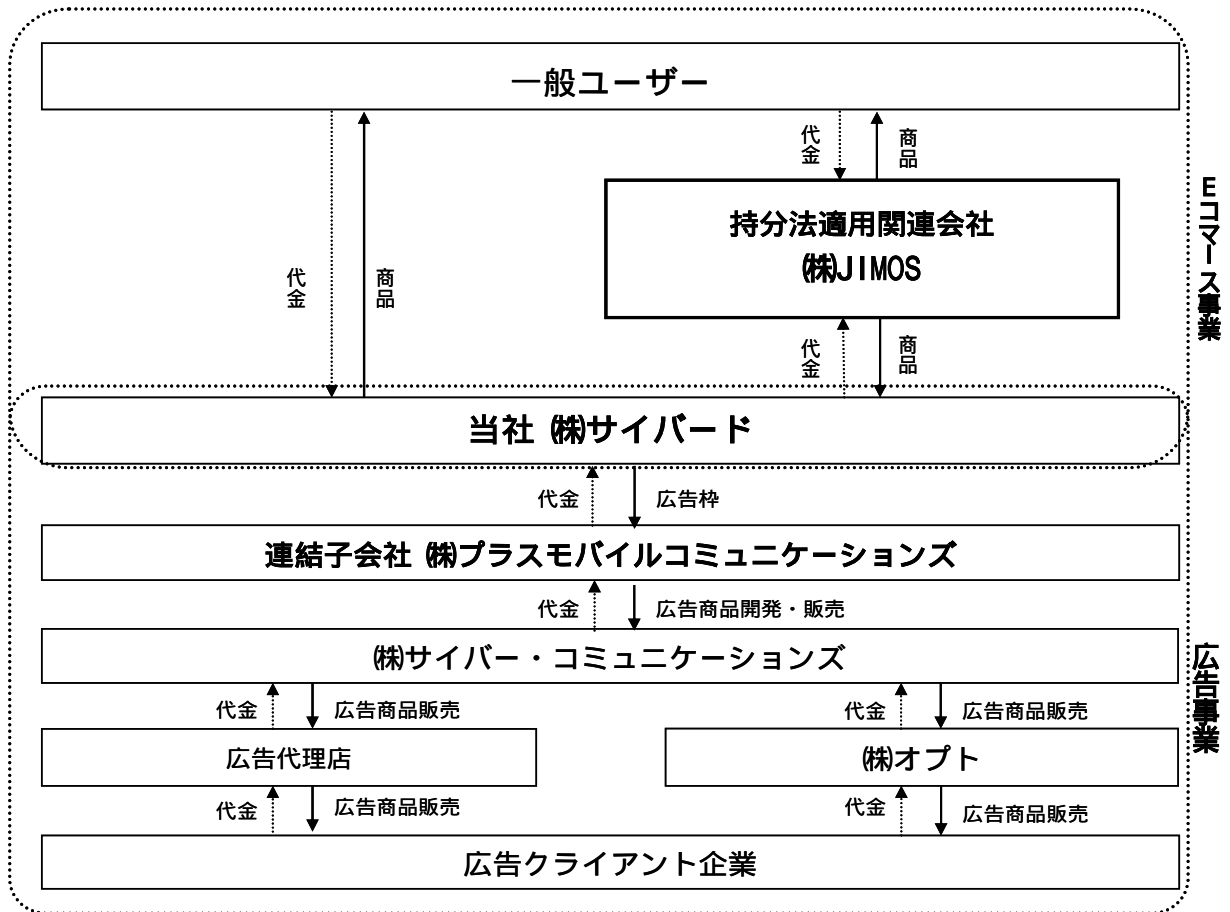 一般ユーザー
代金
商品
代金
商品
持分法適用関連会社
㈱JIMOS
代金
商品
Eコマース事業
当社 ㈱サイバード
代金
広告枠
連結子会社 ㈱プラスモバイルコミュニケーションズ
代金
広告商品開発・販売
㈱サイバー・コミュニケーションズ
代金
広告商品販売
代金
広告商品販売
広告代理店
㈱オプト
代金
広告商品販売
代金
広告商品販売
広告クライアント企業
広告事業